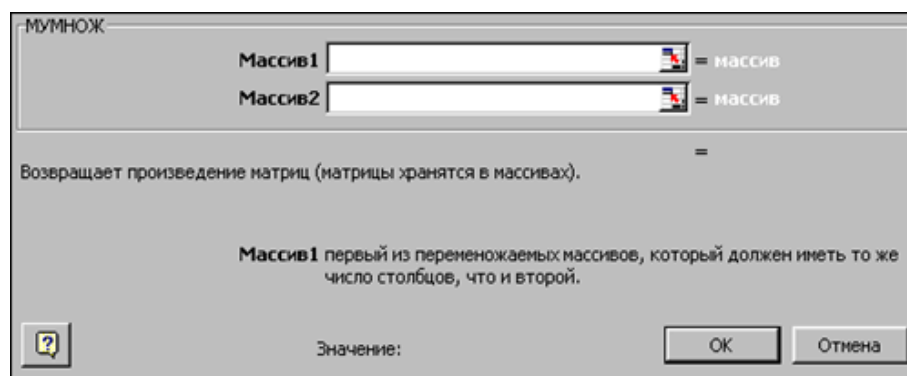 МУМНОЖ
Массив1 = массив
Массив2 = массив
=
Возвращает произведение матриц (матрицы хранятся в массивах).
Массив1 первый из переменожаемых массивов, который должен иметь то же
число столбцов, что и второй.
Значение: OK Отмена